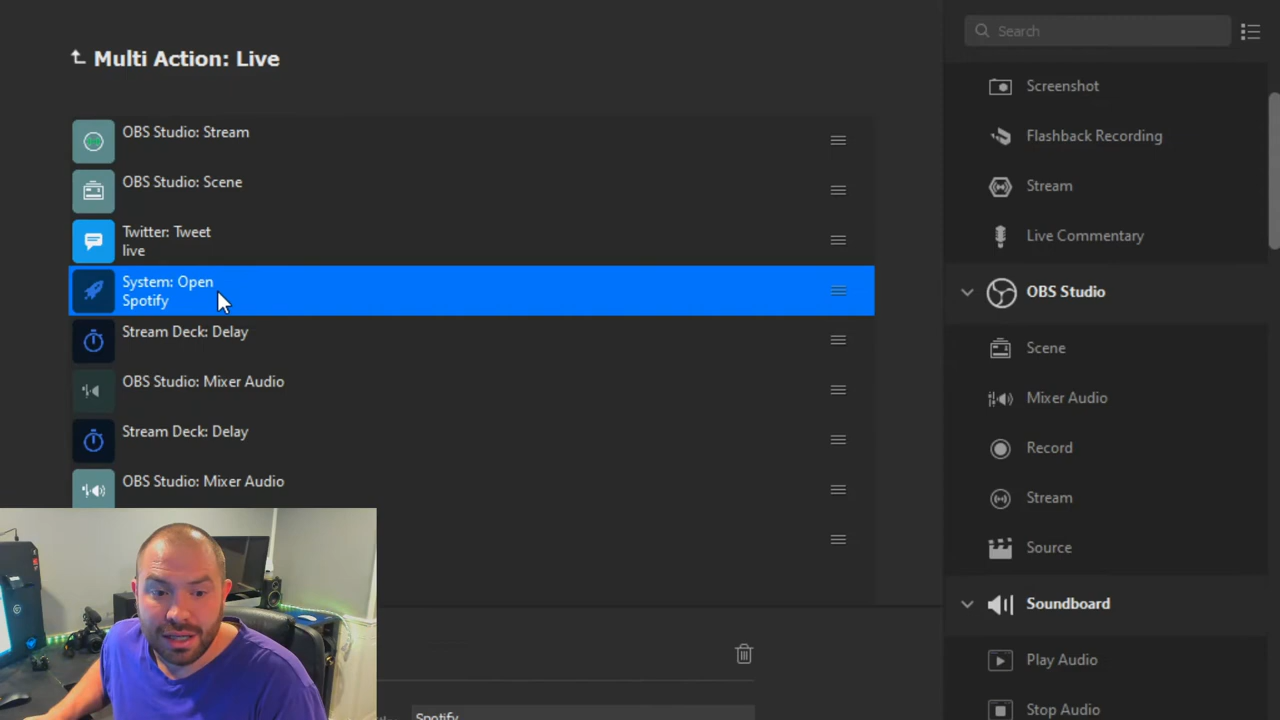 Multi Action: Live
OBS Studio: Stream
OBS Studio: Scene
Twitter: Tweet
live
System: Open
Spotify
Stream Deck: Delay
OBS Studio: Mixer Audio
Stream Deck: Delay
OBS Studio: Mixer Audio
Spotify
Search
Screenshot
Flashback Recording
Stream
Live Commentary
OBS Studio
Scene
Mixer Audio
Record
Stream
Source
Soundboard
Play Audio
Stop Audio